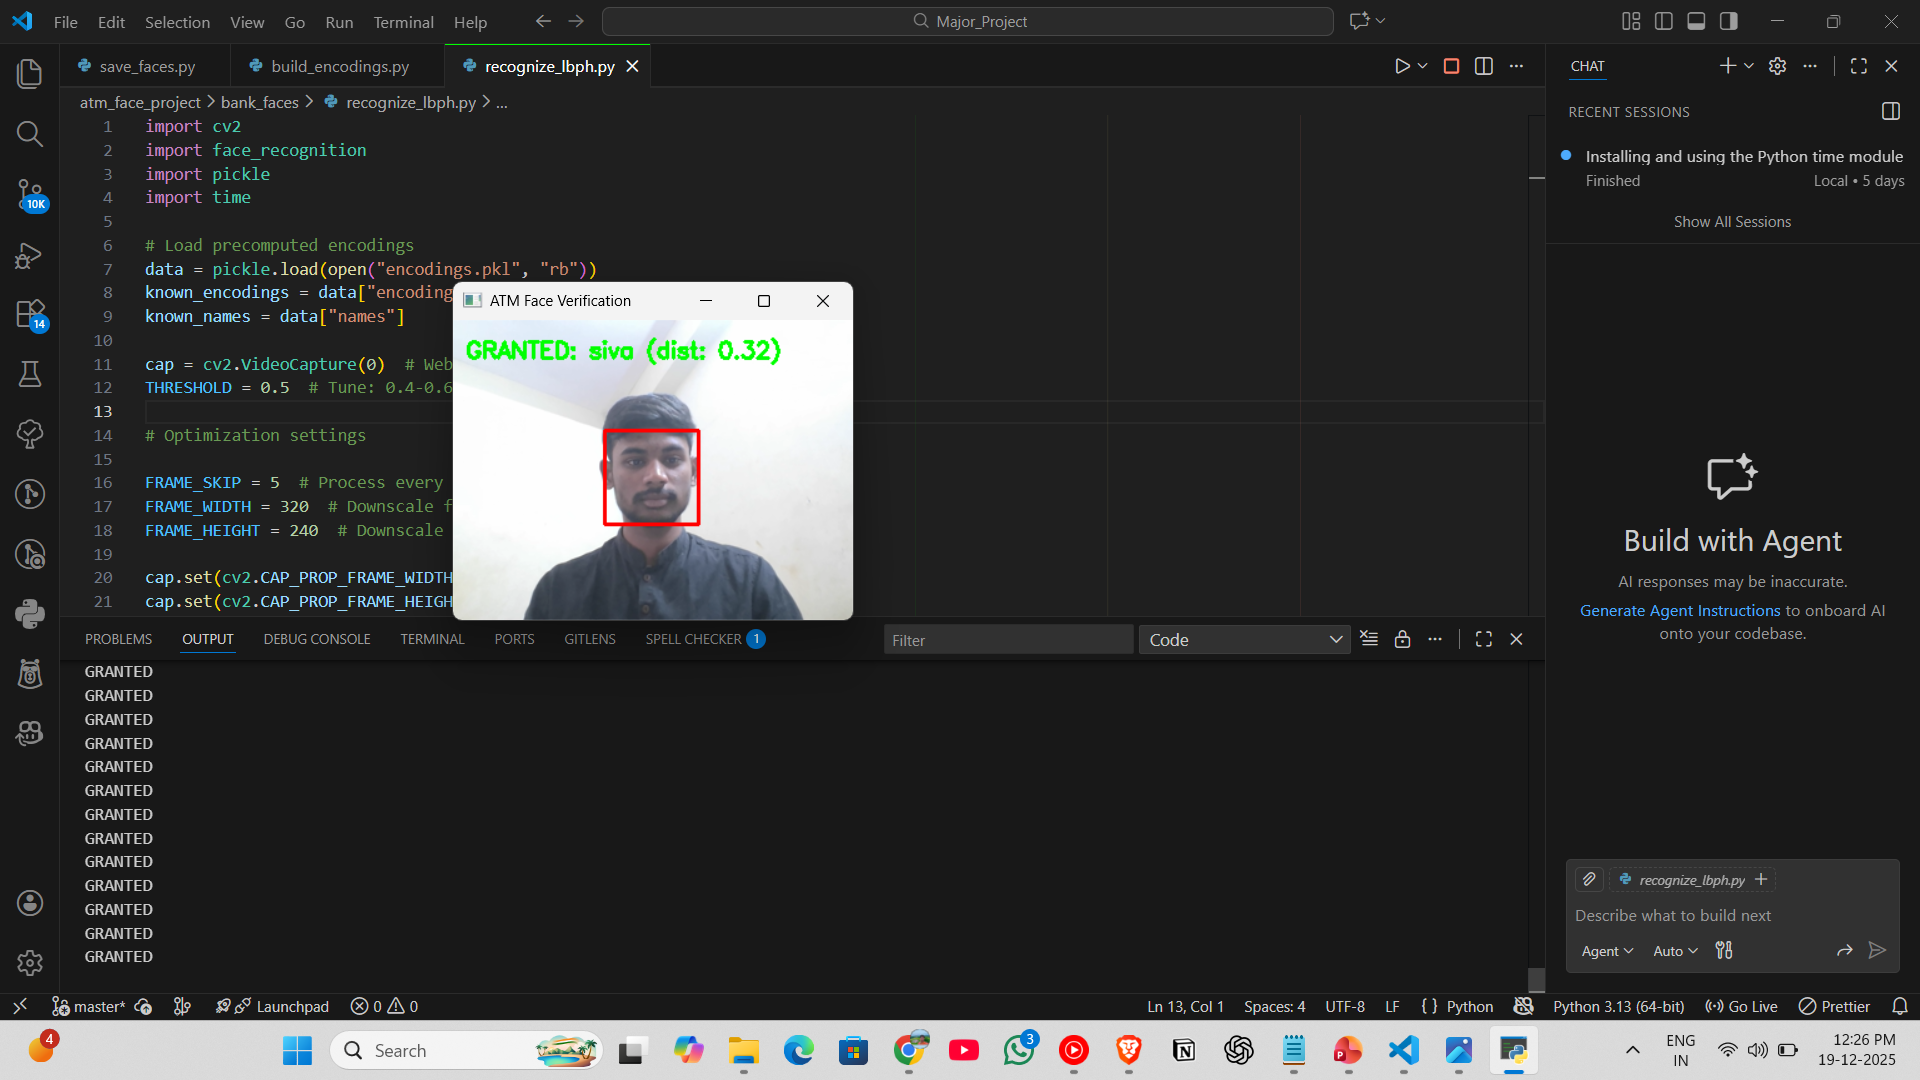 File Edit Selection View Go Run Terminal Help
Major_Project
save_faces.py build_encodings.py recognize_lbph.py
atm_face_project > bank_faces > recognize_lbph.py > ...
1 import cv2
2 import face_recognition
3 import pickle
4 import time
5
6 # Load precomputed encodings
7 data = pickle.load(open("encodings.pkl", "rb"))
8 known_encodings = data["encoding
9 known_names = data["names"]
10
11 cap = cv2.VideoCapture(0) # Web
12 THRESHOLD = 0.5 # Tune: 0.4-0.6
13
14 # Optimization settings
15
16 FRAME_SKIP = 5 # Process every
17 FRAME_WIDTH = 320 # Downscale f
18 FRAME_HEIGHT = 240 # Downscale
19
20 cap.set(cv2.CAP_PROP_FRAME_WIDTH
21 cap.set(cv2.CAP_PROP_FRAME_HEIGH
ATM Face Verification
GRANTED: siva (dist: 0.32)
PROBLEMS OUTPUT DEBUG CONSOLE TERMINAL PORTS GITLENS SPELL CHECKER 1
Filter
Code
GRANTED
GRANTED
GRANTED
GRANTED
GRANTED
GRANTED
GRANTED
GRANTED
GRANTED
GRANTED
GRANTED
GRANTED
GRANTED
10K
14
CHAT
RECENT SESSIONS
Installing and using the Python time module
Finished Local • 5 days
Show All Sessions
Build with Agent
AI responses may be inaccurate.
Generate Agent Instructions to onboard AI
onto your codebase.
recognize_lbph.py
Describe what to build next
Agent Auto
master* Launchpad 0 0
Ln 13, Col 1 Spaces: 4 UTF-8 LF { } Python Python 3.13 (64-bit) Go Live Prettier
4
Search
3
ENG
IN
12:26 PM
19-12-2025